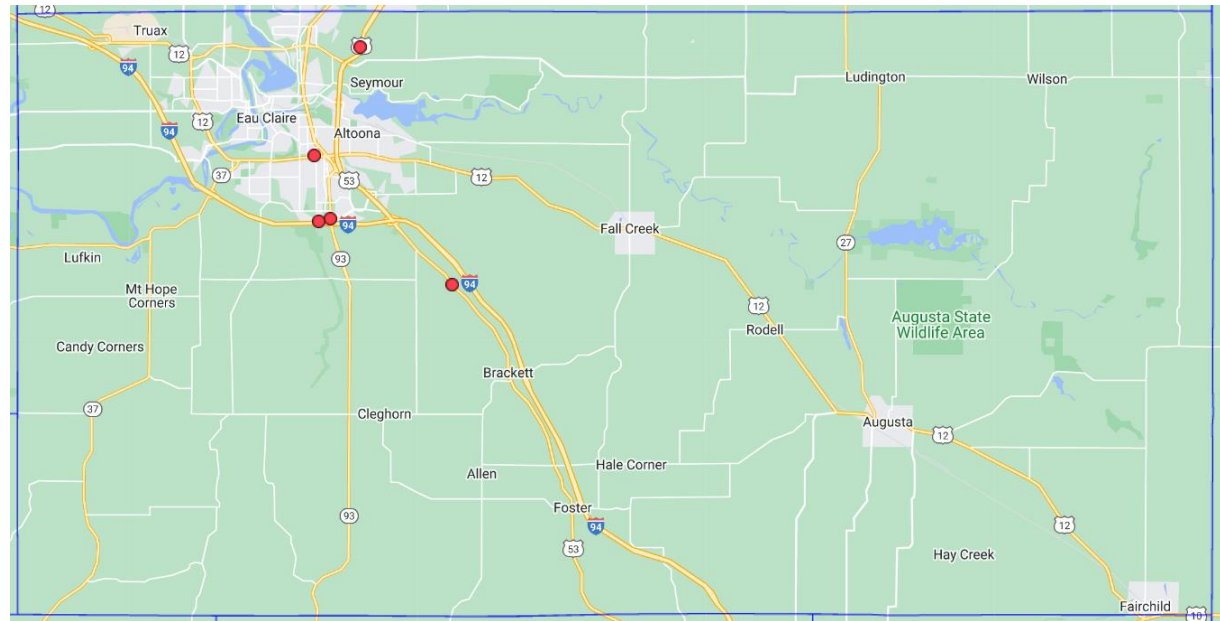 12
Truax
12
94
Seymour
Ludington
Wilson
12
Eau Claire
94
Altoona
37
53
12
Fall Creek
94
93
27
Lufkin
Mt Hope
Corners
94
12
Augusta State
Wildlife Area
Rodell
Candy Corners
Brackett
37
Cleghorn
Augusta
12
Allen
Hale Corner
Foster
93
94
12
53
Hay Creek
Fairchild
10